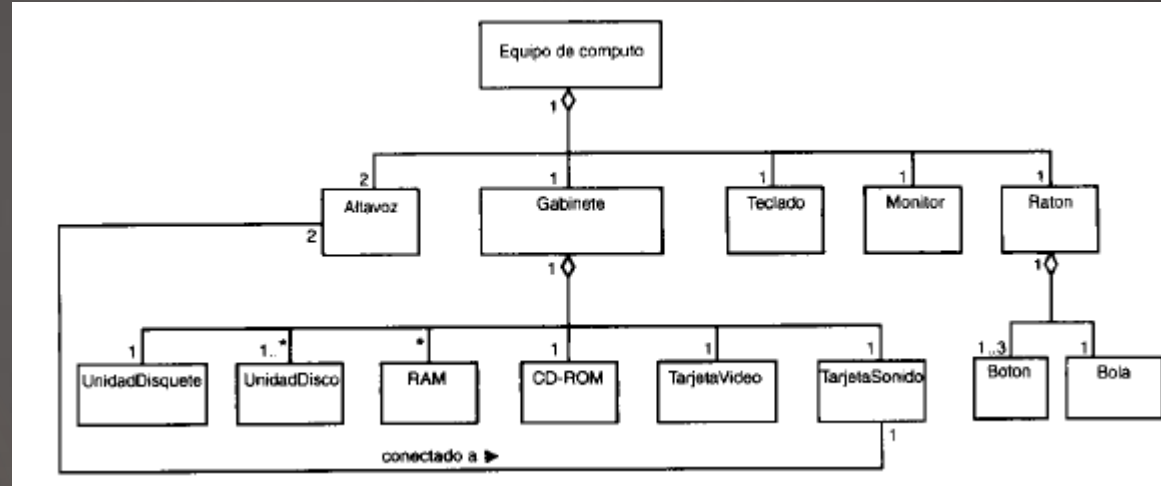 Equipo de computo
1
2 1 1 1 1
Altavoz Gabinete Teclado Monitor Raton
2
1 1
1 1..* * 1 1 1 1..3 1
UnidadDisquete UnidadDisco RAM CD-ROM TarjetaVideo TarjetaSonido Boton Bola
1
conectado a